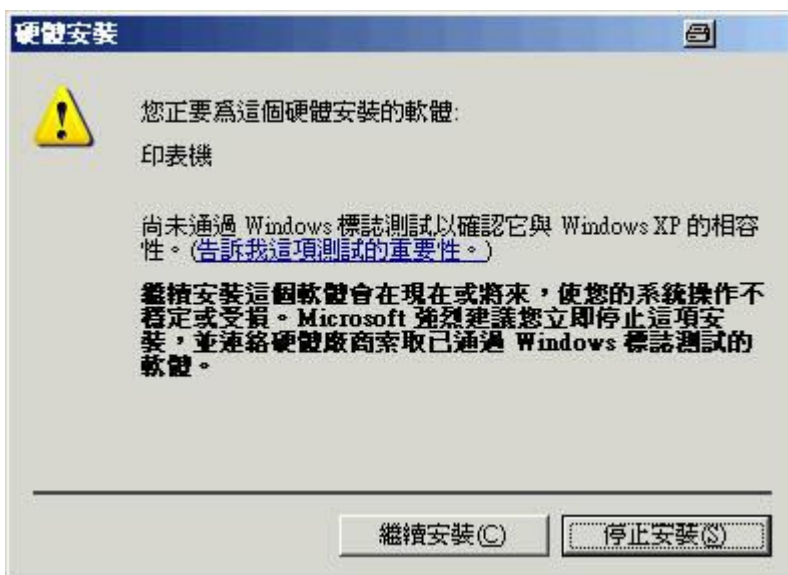 硬體安裝
您正要為這個硬體安裝的軟體:
印表機
尚未通過 Windows 標誌測試以確認它與 Windows XP 的相容
性。(告訴我這項測試的重要性。)
繼續安裝這個軟體會在現在或將來，使您的系統操作不
穩定或受損。Microsoft 強烈建議您立即停止這項安
裝，並連絡硬體廠商索取已通過 Windows 標誌測試的
軟體。
繼續安裝(C)
停止安裝(S)